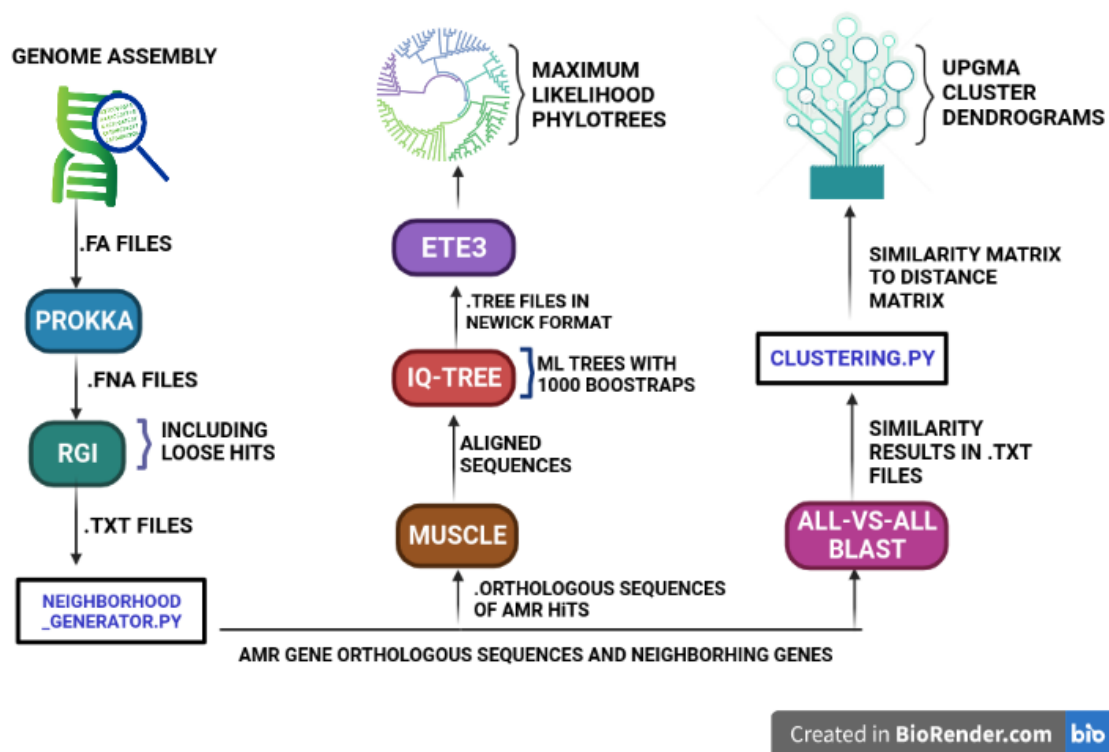 GENOME ASSEMBLY
.FA FILES
PROKKA
.FNA FILES
RGI
INCLUDING
LOOSE HITS
.TXT FILES
NEIGHBORHOOD
_GENERATOR.PY
MAXIMUM
LIKELIHOOD
PHYLOTREES
ETE3
.TREE FILES IN
NEWICK FORMAT
IQ-TREE
ML TREES WITH
1000 BOOSTRAPS
ALIGNED
SEQUENCES
MUSCLE
.ORTHOLOGOUS SEQUENCES
OF AMR HiTS
UPGMA
CLUSTER
DENDROGRAMS
SIMILARITY MATRIX
TO DISTANCE
MATRIX
CLUSTERING.PY
SIMILARITY
RESULTS IN .TXT
FILES
ALL-VS-ALL
BLAST
AMR GENE ORTHOLOGOUS SEQUENCES AND NEIGHBORHING GENES
Created in BioRender.com bio